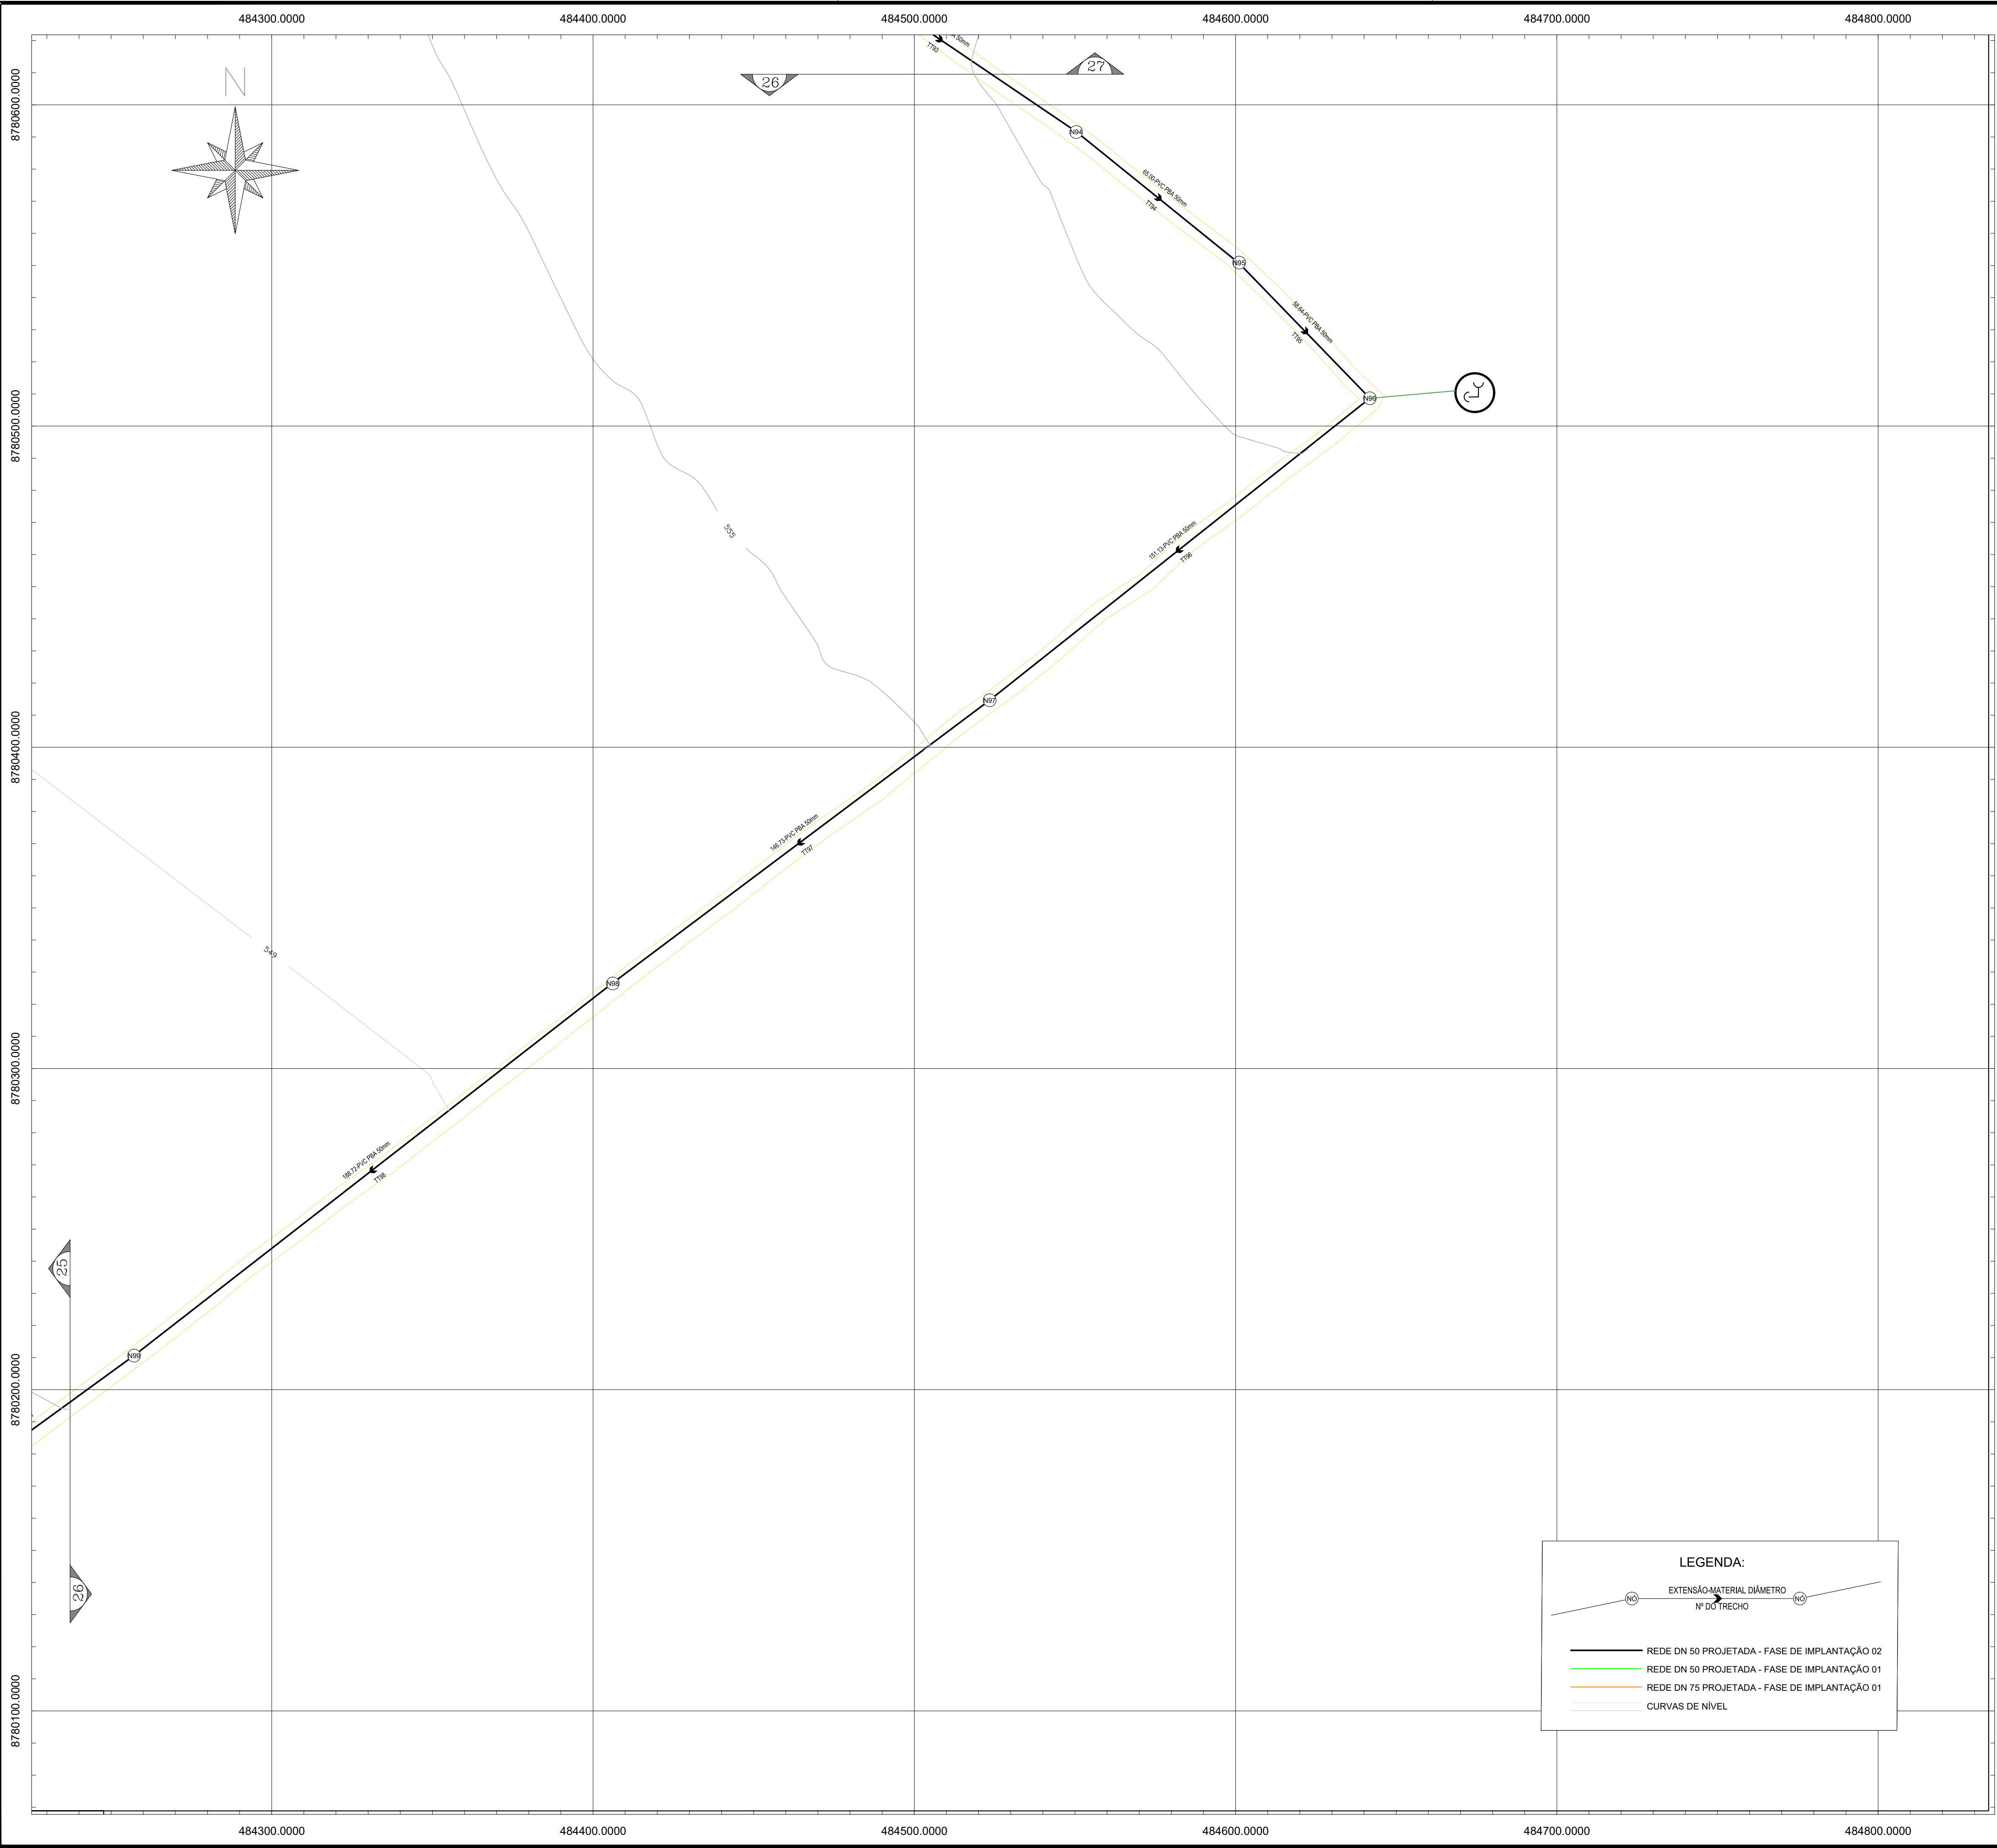 484300.0000 484400.0000 484500.0000 484600.0000 484700.0000 484800.0000
8780600.0000
8780500.0000
8780400.0000
8780300.0000
8780200.0000
8780100.0000
N
50mm
TT93
26
27
N94
65.00-PVC PBA 50mm
TT94
N95
58.64-PVC PBA 50mm
TT95
N96
151.13-PVC PBA 50mm
TT96
555
N97
146.73-PVC PBA 50mm
TT97
549
N98
188.72-PVC PBA 50mm
TT98
25
N99
26
LEGENDA:
EXTENSÃO-MATERIAL DIÂMETRO
NÓ NÓ
Nº DO TRECHO
REDE DN 50 PROJETADA - FASE DE IMPLANTAÇÃO 02
REDE DN 50 PROJETADA - FASE DE IMPLANTAÇÃO 01
REDE DN 75 PROJETADA - FASE DE IMPLANTAÇÃO 01
CURVAS DE NÍVEL
484300.0000 484400.0000 484500.0000 484600.0000 484700.0000 484800.0000